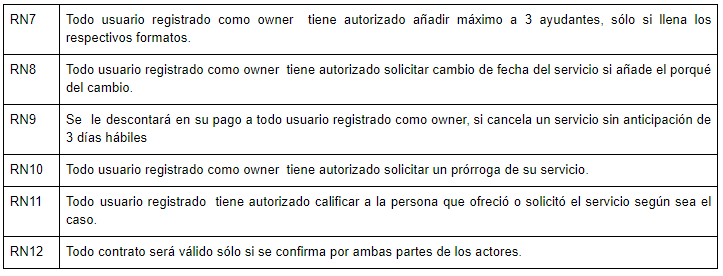 RN7 Todo usuario registrado como owner tiene autorizado añadir máximo a 3 ayudantes, sólo si llena los
respectivos formatos.
RN8 Todo usuario registrado como owner tiene autorizado solicitar cambio de fecha del servicio si añade el porqué
del cambio.
RN9 Se le descontará en su pago a todo usuario registrado como owner, si cancela un servicio sin anticipación de
3 días hábiles
RN10 Todo usuario registrado como owner tiene autorizado solicitar un prórroga de su servicio.
RN11 Todo usuario registrado tiene autorizado calificar a la persona que ofreció o solicitó el servicio según sea el
caso.
RN12 Todo contrato será válido sólo si se confirma por ambas partes de los actores.